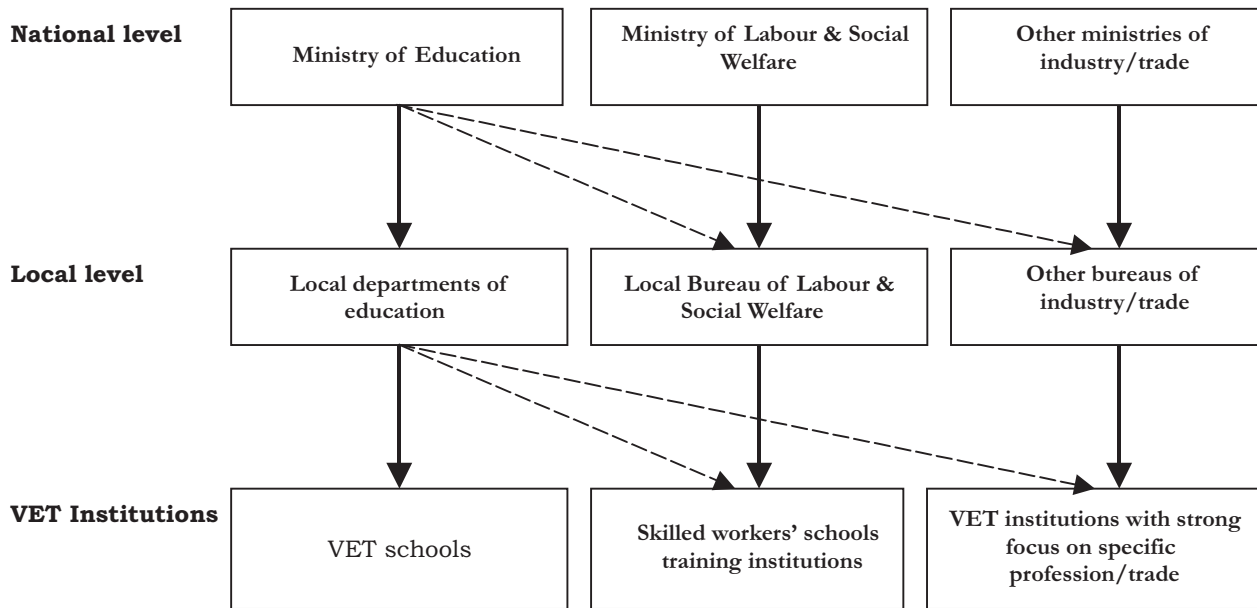 National level
Ministry of Education
Ministry of Labour & Social
Welfare
Other ministries of
industry/trade
Local level
Local departments of
education
Local Bureau of Labour &
Social Welfare
Other bureaus of
industry/trade
VET Institutions
VET schools
Skilled workers’ schools
training institutions
VET institutions with strong
focus on specific
profession/trade